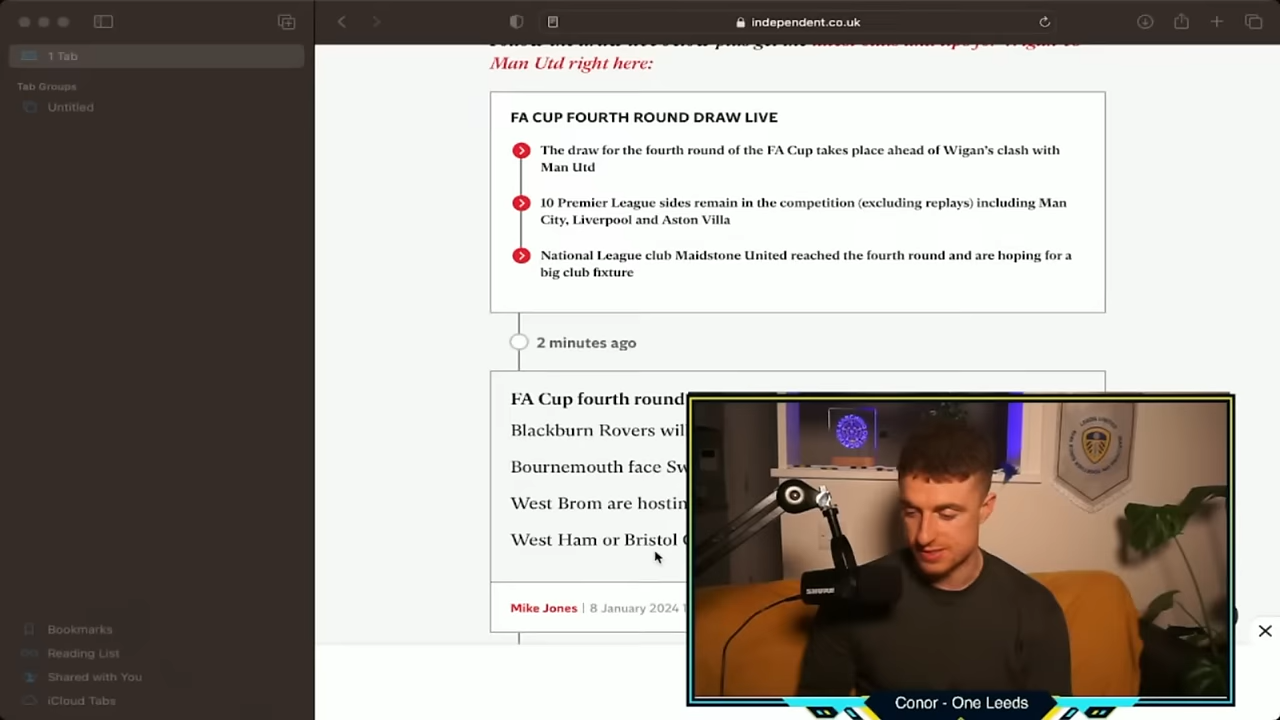 independent.co.uk
1 Tab
Tab Groups
Untitled
Man Utd right here:
FA CUP FOURTH ROUND DRAW LIVE
The draw for the fourth round of the FA Cup takes place ahead of Wigan's clash with
Man Utd
10 Premier League sides remain in the competition (excluding replays) including Man
City, Liverpool and Aston Villa
National League club Maidstone United reached the fourth round and are hoping for a
big club fixture
2 minutes ago
FA Cup fourth round
Blackburn Rovers wil
Bournemouth face Sw
West Brom are hostin
West Ham or Bristol
Mike Jones | 8 January 2024
Bookmarks
Reading List
Shared with You
iCloud Tabs
SHURE
LEEDS UNITED
Conor - One Leeds